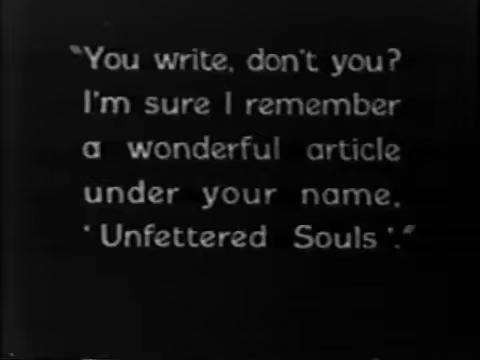 "You write, don't you?
I'm sure I remember
a wonderful article
under your name,
'Unfettered Souls'."